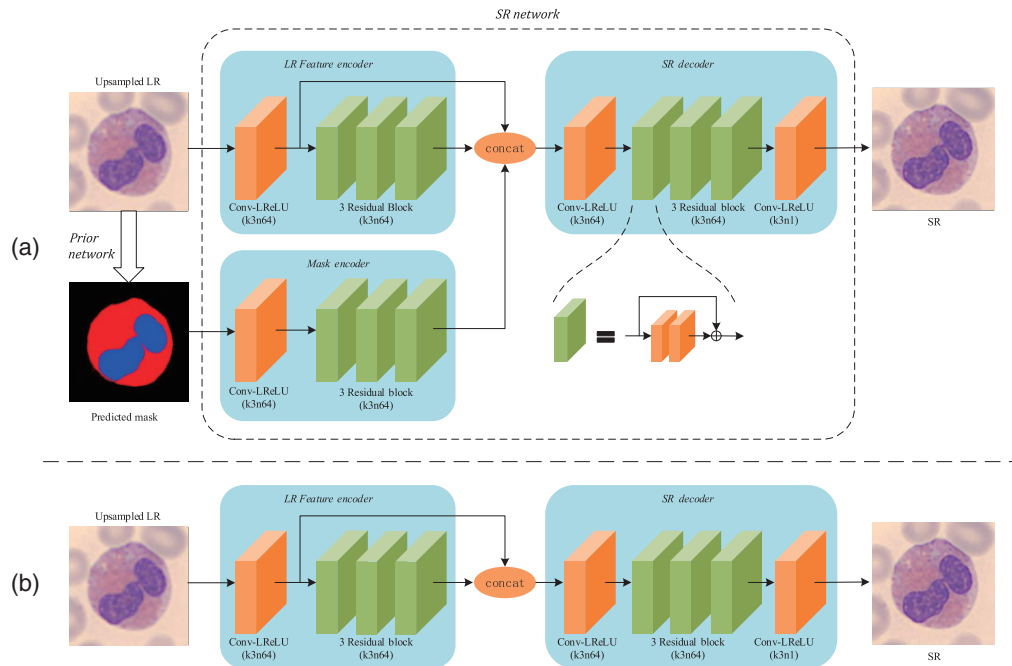 SR network
LR Feature encoder
SR decoder
Upsampled LR
concat
Conv-LReLU
(k3n64)
3 Residual Block
(k3n64)
Conv-LReLU
(k3n64)
3 Residual block
(k3n64)
Conv-LReLU
(k3n1)
SR
(a)
Prior
network
Mask encoder
Conv-LReLU
(k3n64)
3 Residual block
(k3n64)
Predicted mask
LR Feature encoder
SR decoder
Upsampled LR
(b)
concat
Conv-LReLU
(k3n64)
3 Residual Block
(k3n64)
Conv-LReLU
(k3n64)
3 Residual block
(k3n64)
Conv-LReLU
(k3n1)
SR